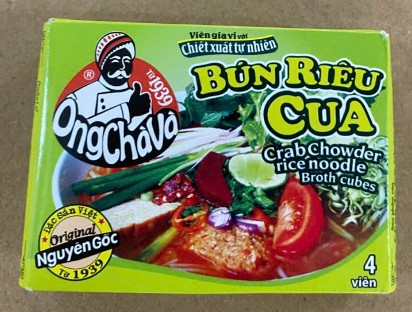 Viên gia vị với
Chiết xuất tự nhiên
BÚN RIÊU
CUA
Crab Chowder
rice noodle
Broth Cubes
®
Từ 1939
ÔngChàVà
Đặc Sản Việt
Original
Nguyên Gốc
Từ 1939
4
viên